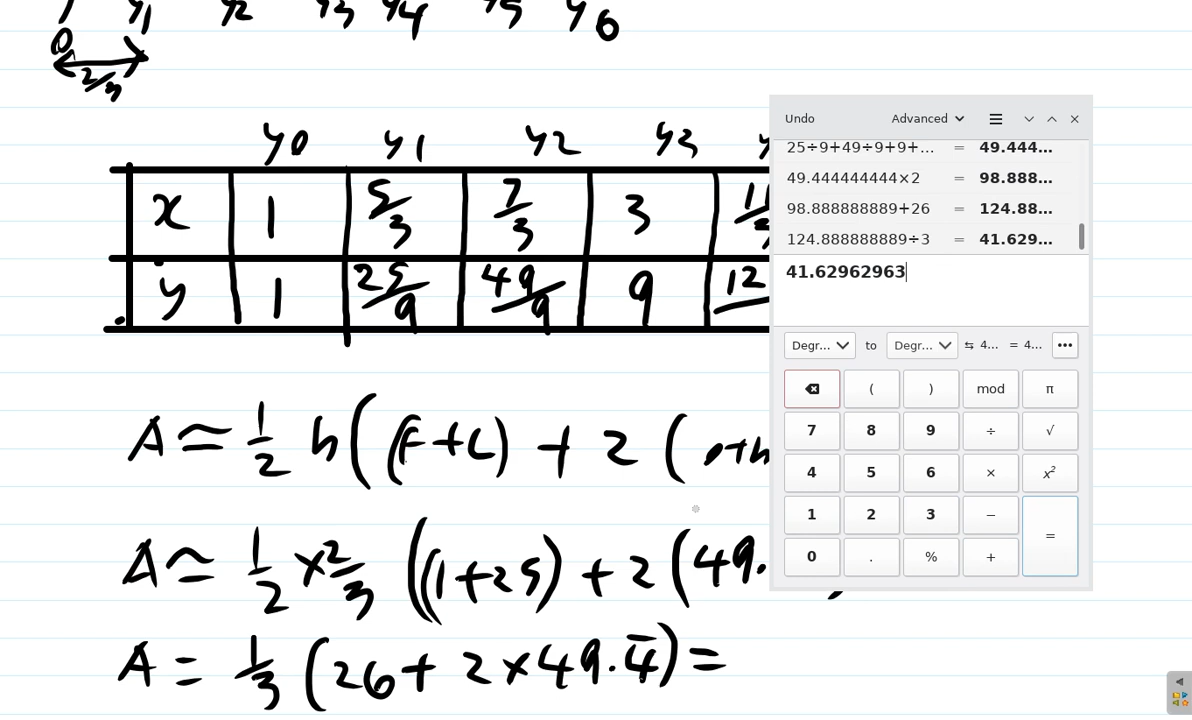 y1 y2 y3 y4 y5 y6
0
2/3
y0 y1 y2 y3
x 1 5/3 7/3 3
y 1 25/9 49/9 9 12
A ≃ 1/2 h((F+L) + 2(oth
A ≃ 1/2 × 2/3 ((1+25) + 2(49.
A = 1/3 (26 + 2×49.4̅) =
Undo Advanced
25÷9+49÷9+9+... = 49.444...
49.444444444×2 = 98.888...
98.888888889+26 = 124.88...
124.888888889÷3 = 41.629...
41.62962963
Degr... to Degr... ⇆ 4... = 4... •••
( ) mod π
7 8 9 ÷ √
4 5 6 × x²
1 2 3 − =
0 . % +